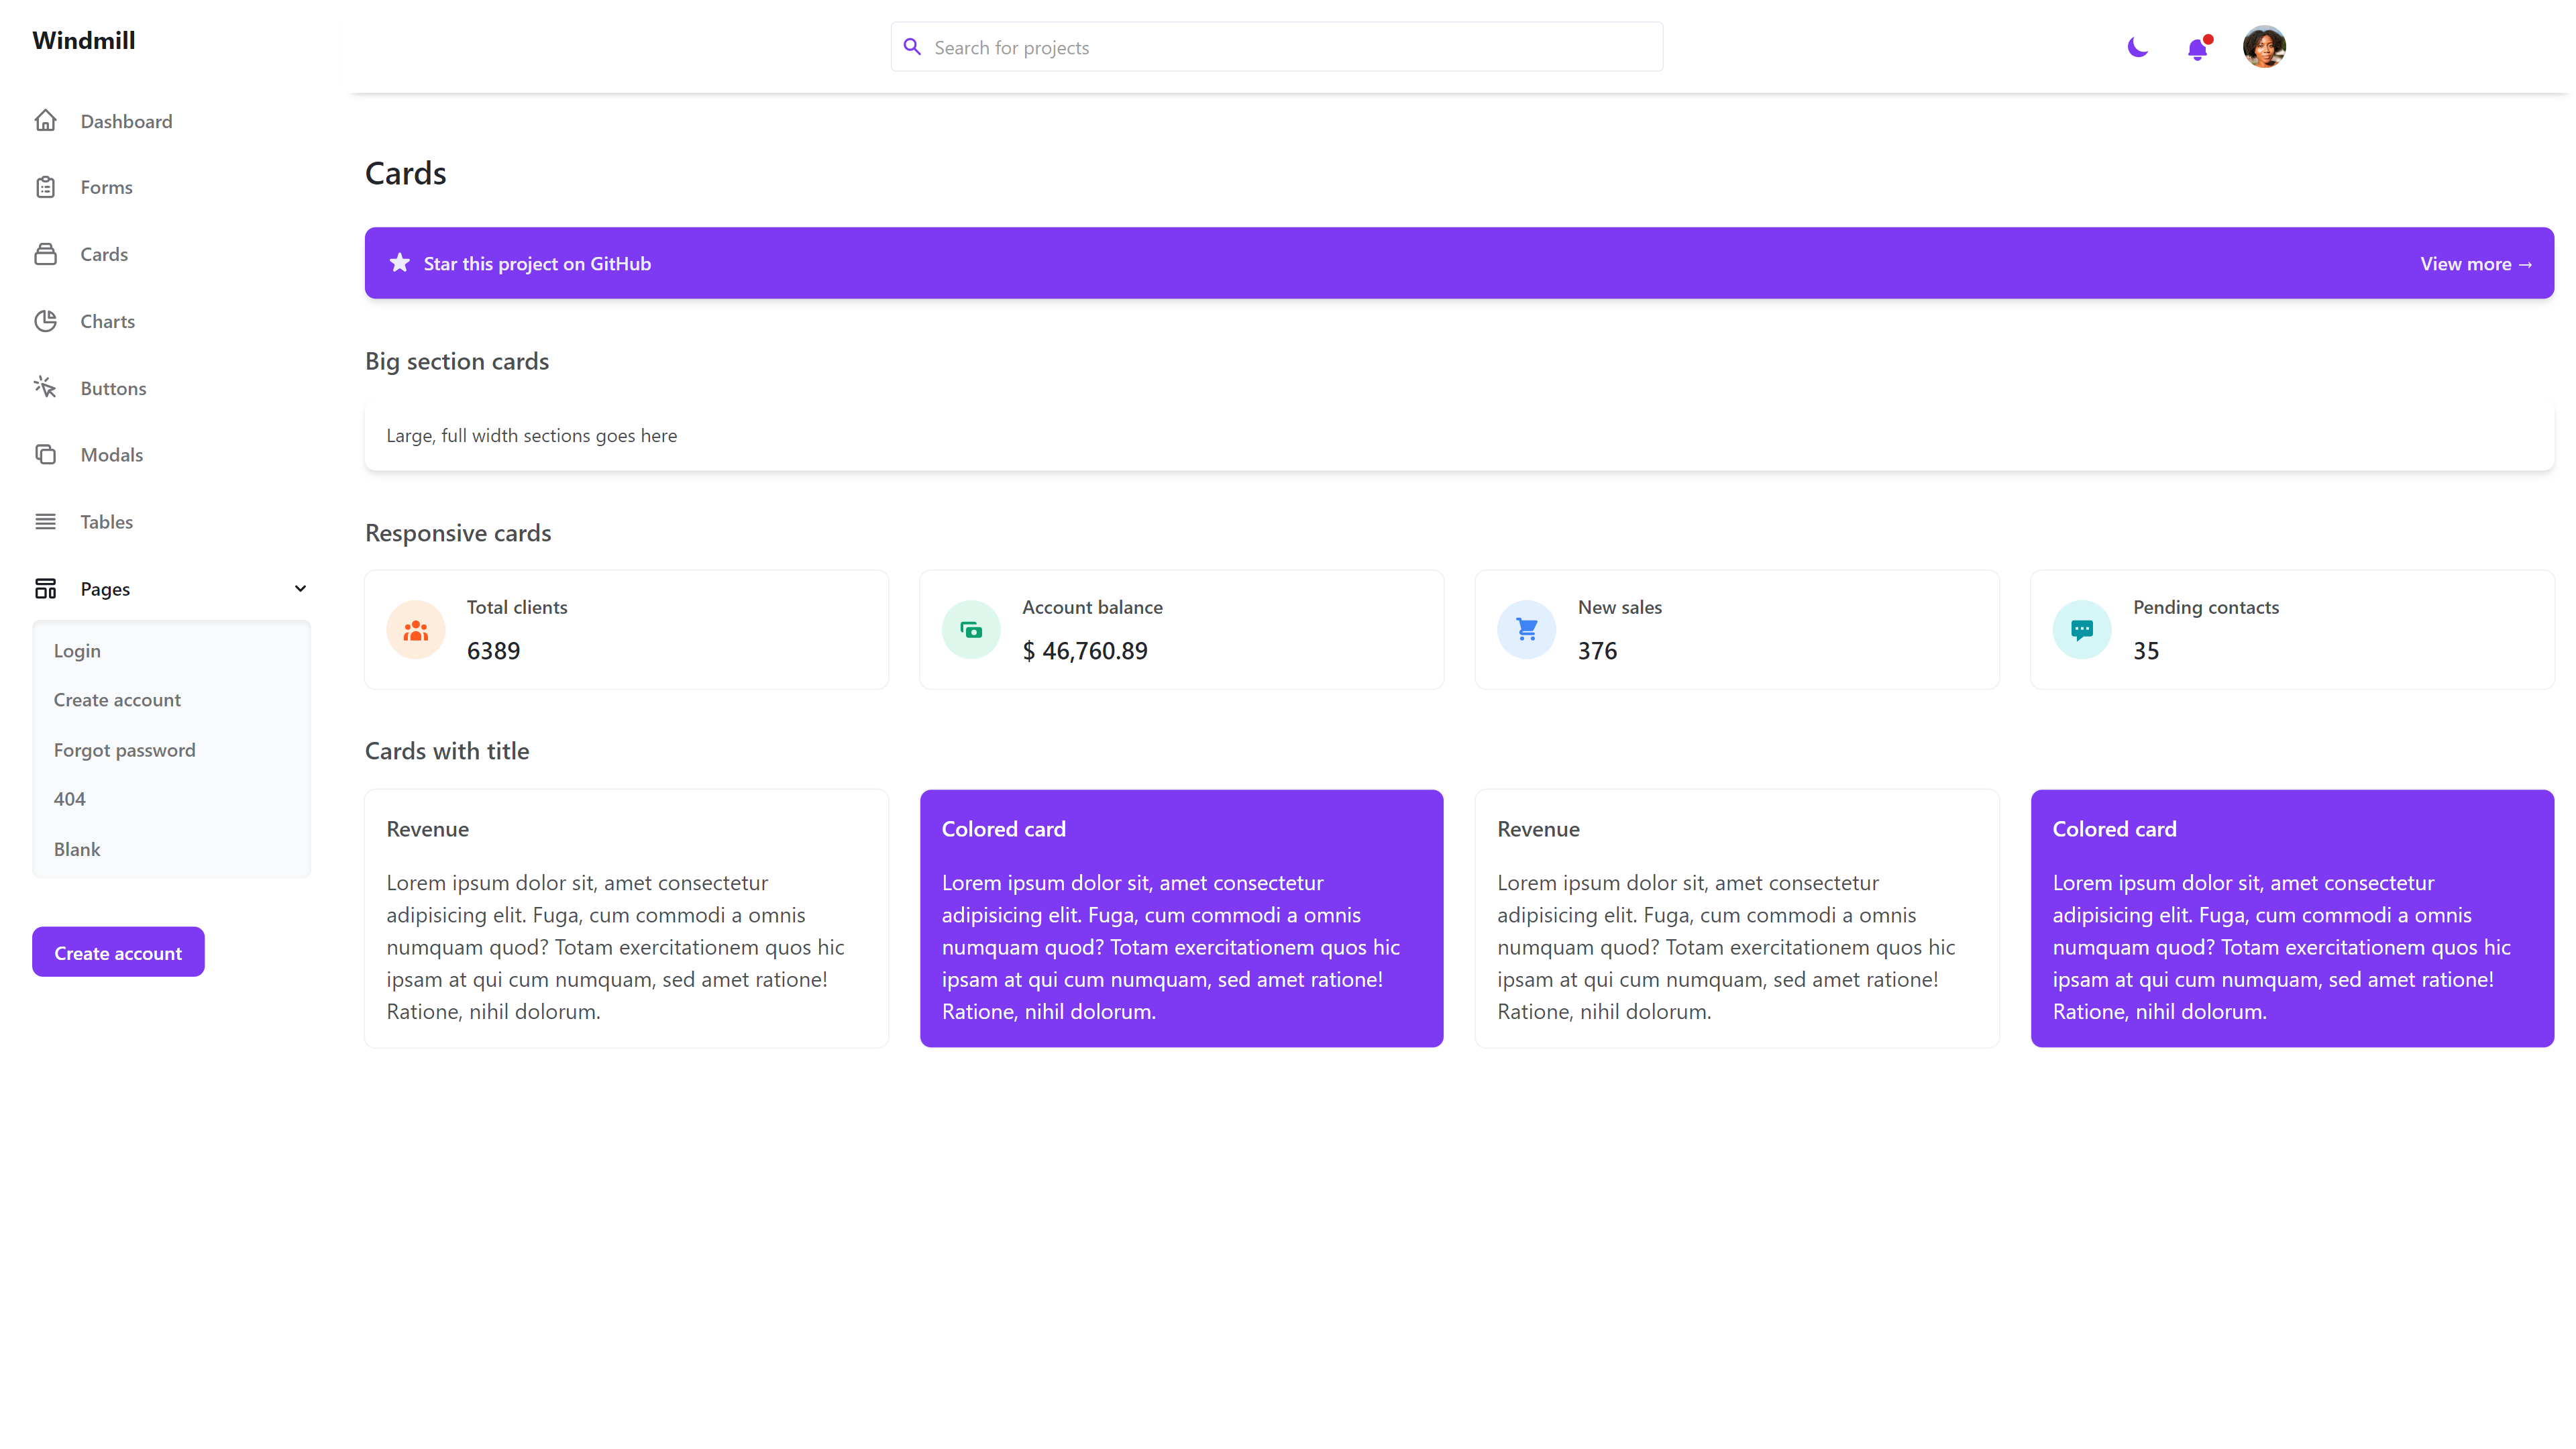 Windmill
Search for projects
Dashboard
Forms
Cards
Charts
Buttons
Modals
Tables
Pages
Login
Create account
Forgot password
404
Blank
Create account
Cards
Star this project on GitHub
View more →
Big section cards
Large, full width sections goes here
Responsive cards
Total clients
6389
Account balance
$ 46,760.89
New sales
376
Pending contacts
35
Cards with title
Revenue
Lorem ipsum dolor sit, amet consectetur
adipisicing elit. Fuga, cum commodi a omnis
numquam quod? Totam exercitationem quos hic
ipsam at qui cum numquam, sed amet ratione!
Ratione, nihil dolorum.
Colored card
Lorem ipsum dolor sit, amet consectetur
adipisicing elit. Fuga, cum commodi a omnis
numquam quod? Totam exercitationem quos hic
ipsam at qui cum numquam, sed amet ratione!
Ratione, nihil dolorum.
Revenue
Lorem ipsum dolor sit, amet consectetur
adipisicing elit. Fuga, cum commodi a omnis
numquam quod? Totam exercitationem quos hic
ipsam at qui cum numquam, sed amet ratione!
Ratione, nihil dolorum.
Colored card
Lorem ipsum dolor sit, amet consectetur
adipisicing elit. Fuga, cum commodi a omnis
numquam quod? Totam exercitationem quos hic
ipsam at qui cum numquam, sed amet ratione!
Ratione, nihil dolorum.